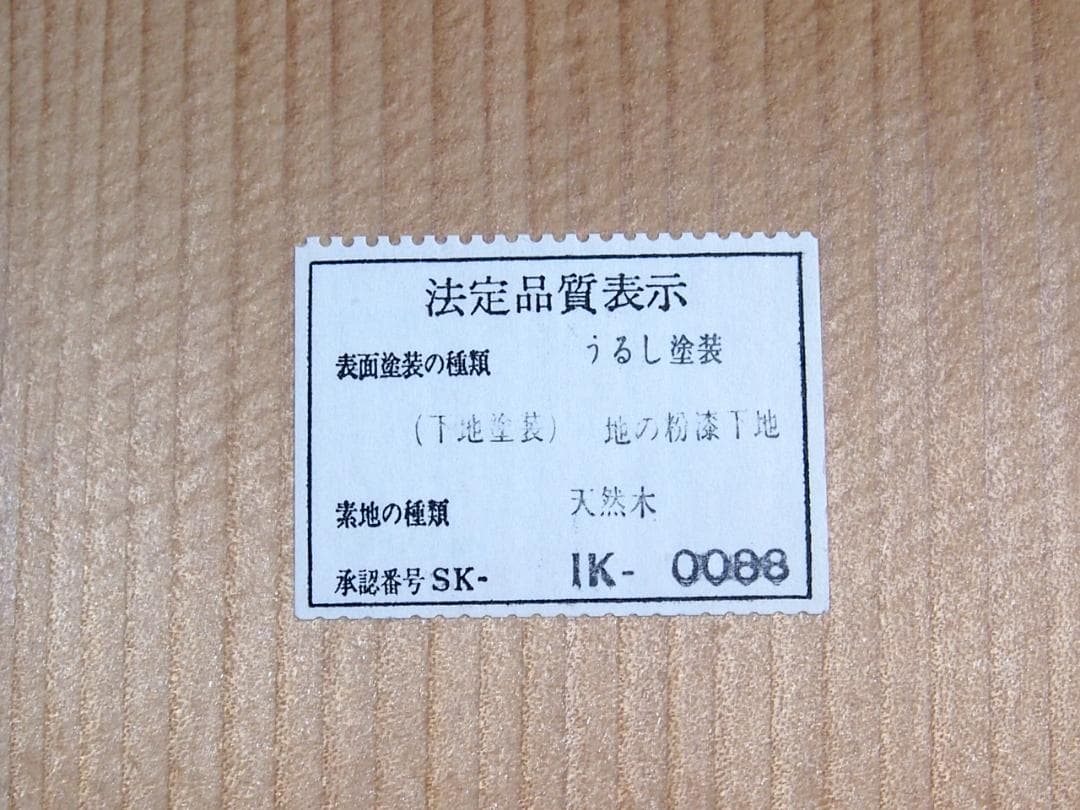 法定品質表示
表面塗装の種類 うるし塗装
(下地塗装) 地の粉漆下地
素地の種類 天然木
承認番号 SK- IK- 0088